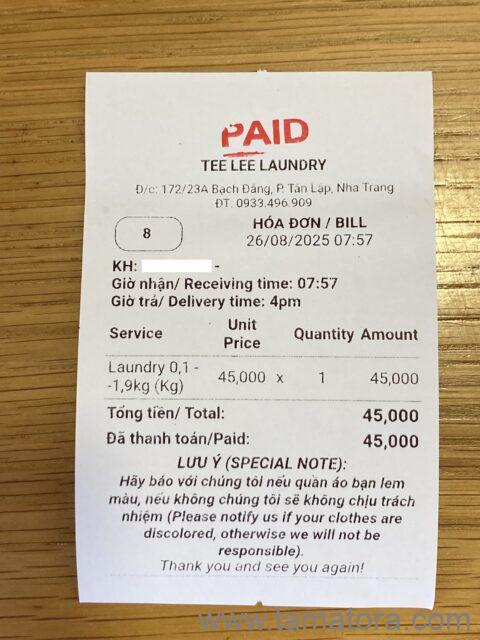 PAID
TEE LEE LAUNDRY
Đ/c: 172/23A Bạch Đằng, P. Tân Lập, Nha Trang
ĐT: 0933.496.909
8
HÓA ĐƠN / BILL
26/08/2025 07:57
KH: -
Giờ nhận/ Receiving time: 07:57
Giờ trả/ Delivery time: 4pm
Service Unit Price Quantity Amount
Laundry 0,1 -
-1,9kg (Kg) 45,000 x 1 45,000
Tổng tiền/ Total: 45,000
Đã thanh toán/Paid: 45,000
LƯU Ý (SPECIAL NOTE):
Hãy báo với chúng tôi nếu quần áo bạn lem
màu, nếu không chúng tôi sẽ không chịu trách
nhiệm (Please notify us if your clothes are
discolored, otherwise we will not be
responsible).
Thank you and see you again!
www.tamatora.com